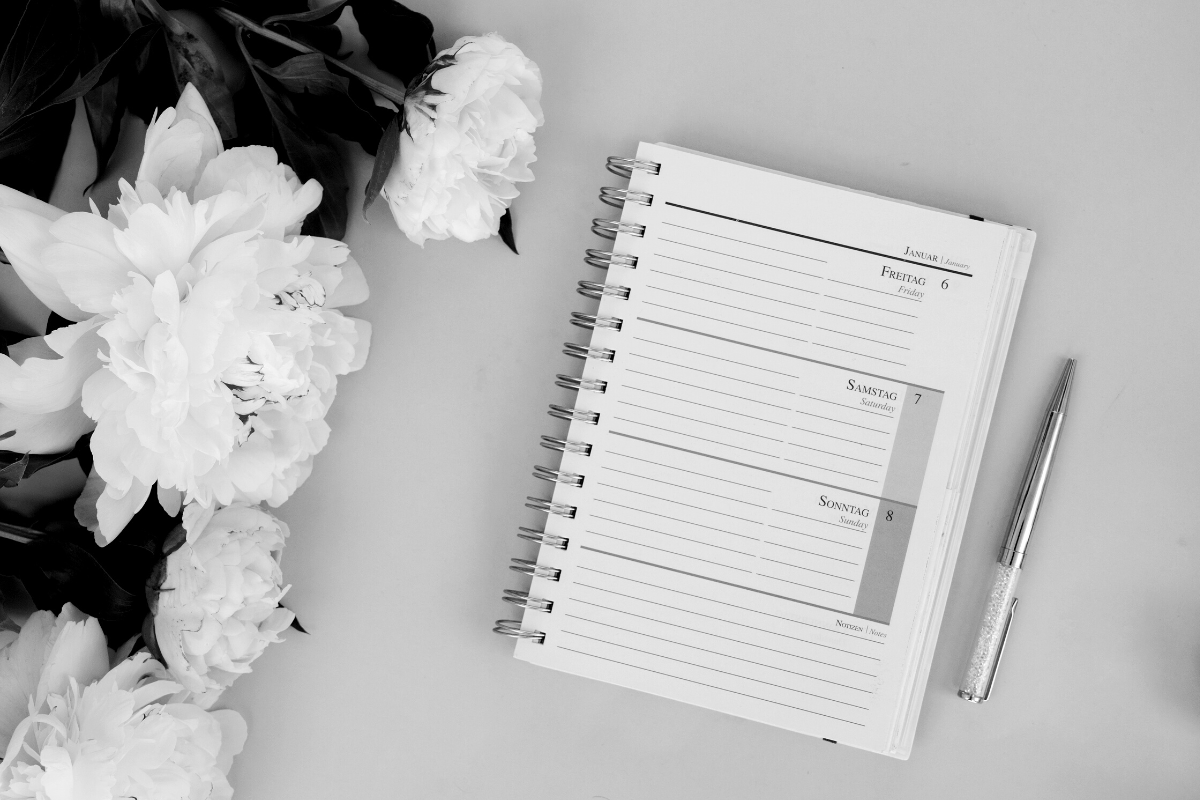 Januar | January
Freitag 6
Friday
Samstag 7
Saturday
Sonntag 8
Sunday
Notizen | Notes